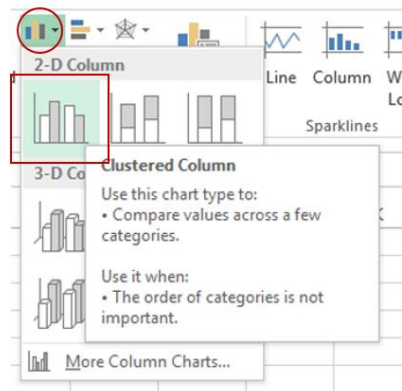 2-D Column
Line Column W
Lo
Sparklines
3-D Co
Clustered Column
Use this chart type to:
• Compare values across a few
categories.
Use it when:
• The order of categories is not
important.
More Column Charts...